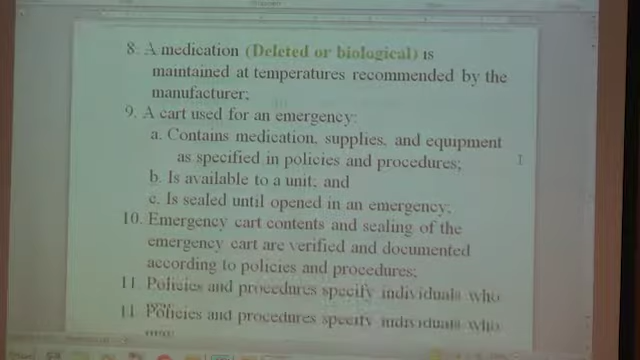 8. A medication (Deleted or biological) is
maintained at temperatures recommended by the
manufacturer;
9. A cart used for an emergency:
a. Contains medication, supplies, and equipment
as specified in policies and procedures;
b. Is available to a unit; and
c. Is sealed until opened in an emergency;
10. Emergency cart contents and sealing of the
emergency cart are verified and documented
according to policies and procedures;
11. Policies and procedures specify individuals who
11. Policies and procedures specify individuals who